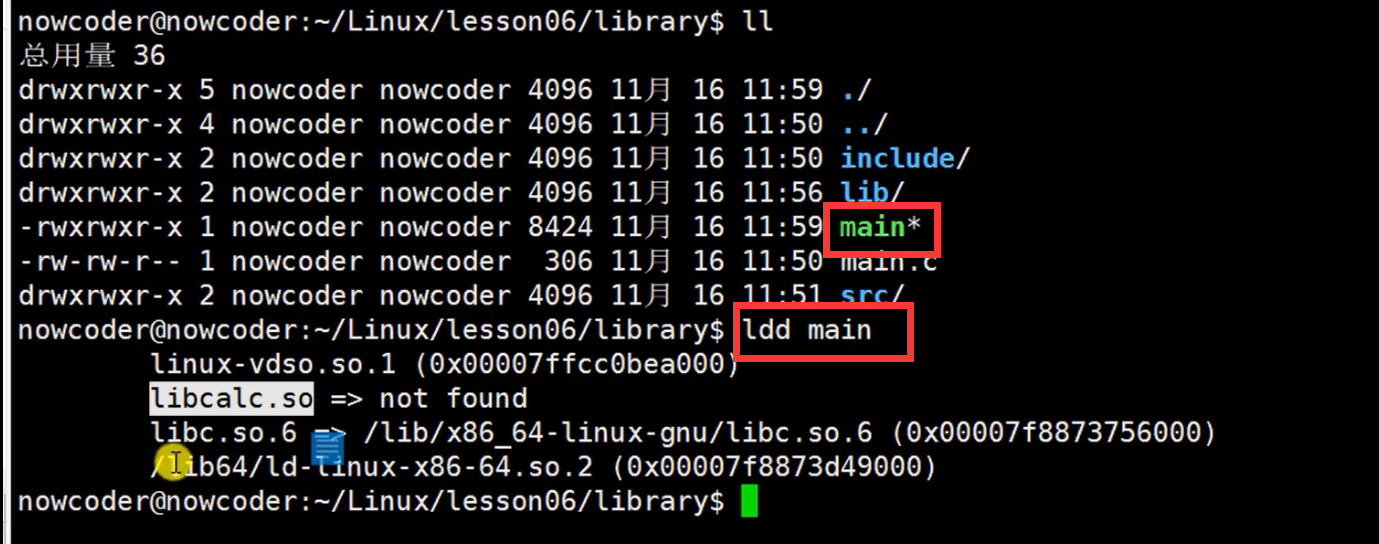 nowcoder@nowcoder:~/Linux/lesson06/library$ ll
总用量 36
drwxrwxr-x 5 nowcoder nowcoder 4096 11月 16 11:59 ./
drwxrwxr-x 4 nowcoder nowcoder 4096 11月 16 11:50 ../
drwxrwxr-x 2 nowcoder nowcoder 4096 11月 16 11:50 include/
drwxrwxr-x 2 nowcoder nowcoder 4096 11月 16 11:56 lib/
-rwxrwxr-x 1 nowcoder nowcoder 8424 11月 16 11:59 main*
-rw-rw-r-- 1 nowcoder nowcoder  306 11月 16 11:50 main.c
drwxrwxr-x 2 nowcoder nowcoder 4096 11月 16 11:51 src/
nowcoder@nowcoder:~/Linux/lesson06/library$ ldd main
linux-vdso.so.1 (0x00007ffcc0bea000)
libcalc.so => not found
libc.so.6 => /lib/x86_64-linux-gnu/libc.so.6 (0x00007f8873756000)
/lib64/ld-linux-x86-64.so.2 (0x00007f8873d49000)
nowcoder@nowcoder:~/Linux/lesson06/library$